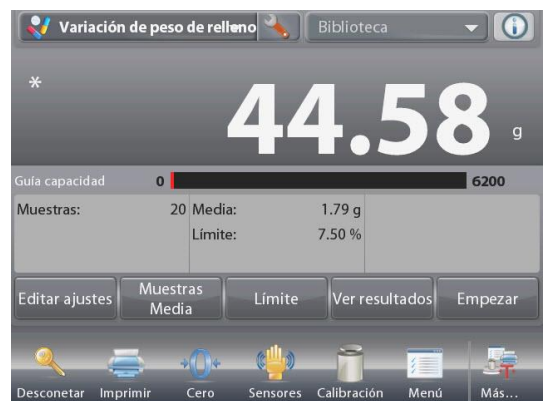 Variación de peso de relleno Biblioteca
*
44.58 g
Guía capacidad 0 6200
Muestras: 20 Media: 1.79 g
Límite: 7.50 %
Editar ajustes Muestras Media Límite Ver resultados Empezar
Desconetar Imprimir Cero Sensores Calibración Menú Más...